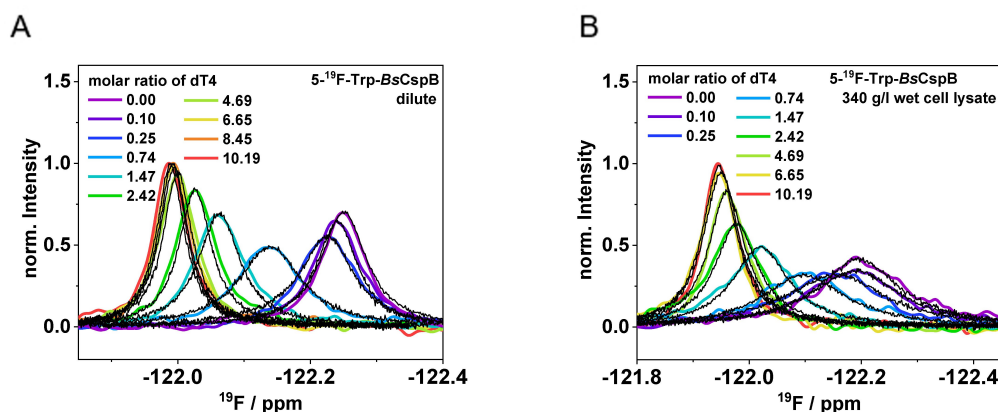 A
molar ratio of dT4
0.00
0.10
0.25
0.74
1.47
2.42
4.69
6.65
8.45
10.19
5-¹⁹F-Trp-BsCspB
dilute
norm. Intensity
1.5
1.0
0.5
0.0
-122.0
-122.2
-122.4
¹⁹F / ppm
B
molar ratio of dT4
0.00
0.10
0.25
0.74
1.47
2.42
4.69
6.65
10.19
5-¹⁹F-Trp-BsCspB
340 g/l wet cell lysate
norm. Intensity
1.5
1.0
0.5
0.0
-121.8
-122.0
-122.2
-122.4
¹⁹F / ppm